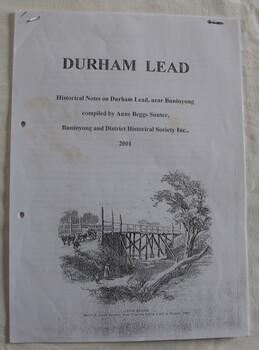 DURHAM LEAD
Historical Notes on Durham Lead, near Buninyong
compiled by Anne Beggs Sunter,
Buninyong and District Historical Society Inc.,
2001